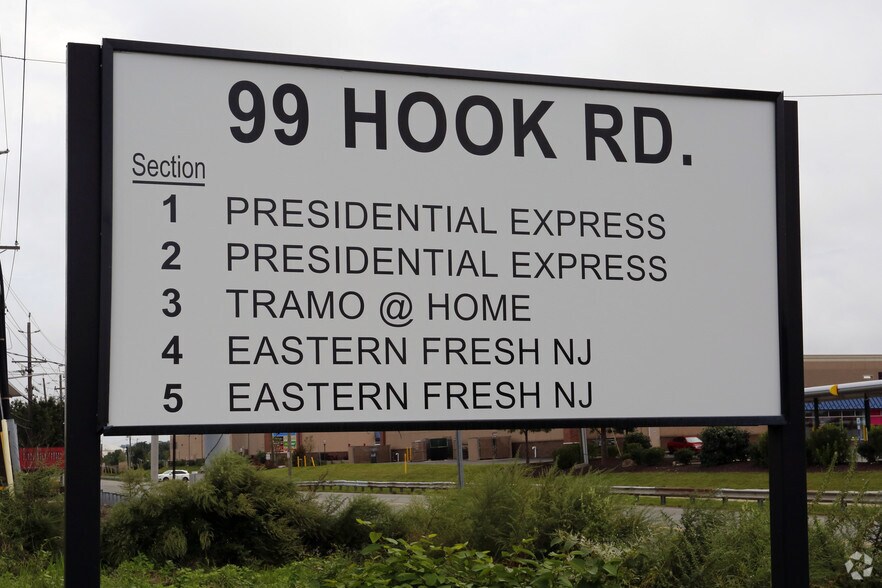 99 HOOK RD.
Section
1 PRESIDENTIAL EXPRESS
2 PRESIDENTIAL EXPRESS
3 TRAMO @ HOME
4 EASTERN FRESH NJ
5 EASTERN FRESH NJ